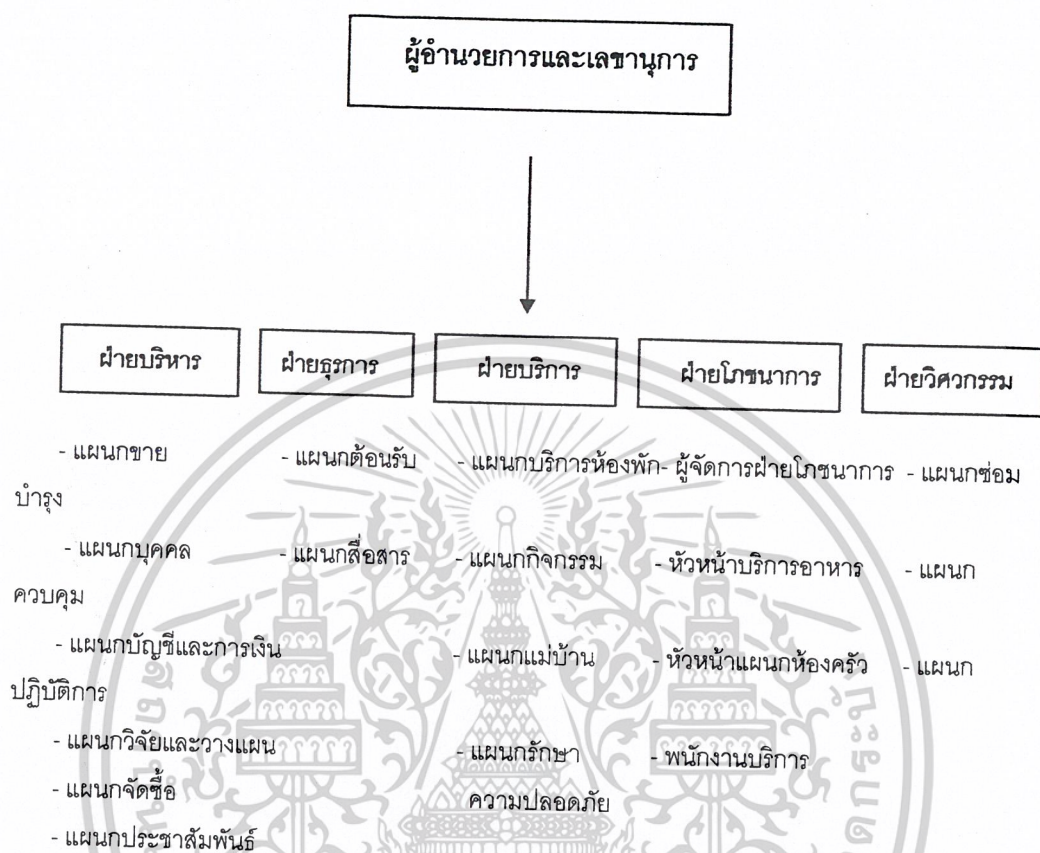 ผู้อำนวยการและเลขานุการ
ฝ่ายบริหาร ฝ่ายธุรการ ฝ่ายบริการ ฝ่ายโภชนาการ ฝ่ายวิศวกรรม
- แผนกขาย - แผนกต้อนรับ - แผนกบริการห้องพัก- ผู้จัดการฝ่ายโภชนาการ - แผนกซ่อม
บำรุง
- แผนกบุคคล - แผนกสื่อสาร - แผนกกิจกรรม - หัวหน้าบริการอาหาร - แผนก
ควบคุม
- แผนกบัญชีและการเงิน - แผนกแม่บ้าน - หัวหน้าแผนกห้องครัว - แผนก
ปฏิบัติการ
- แผนกวิจัยและวางแผน - แผนกรักษา - พนักงานบริการ
- แผนกจัดซื้อ ความปลอดภัย
- แผนกประชาสัมพันธ์